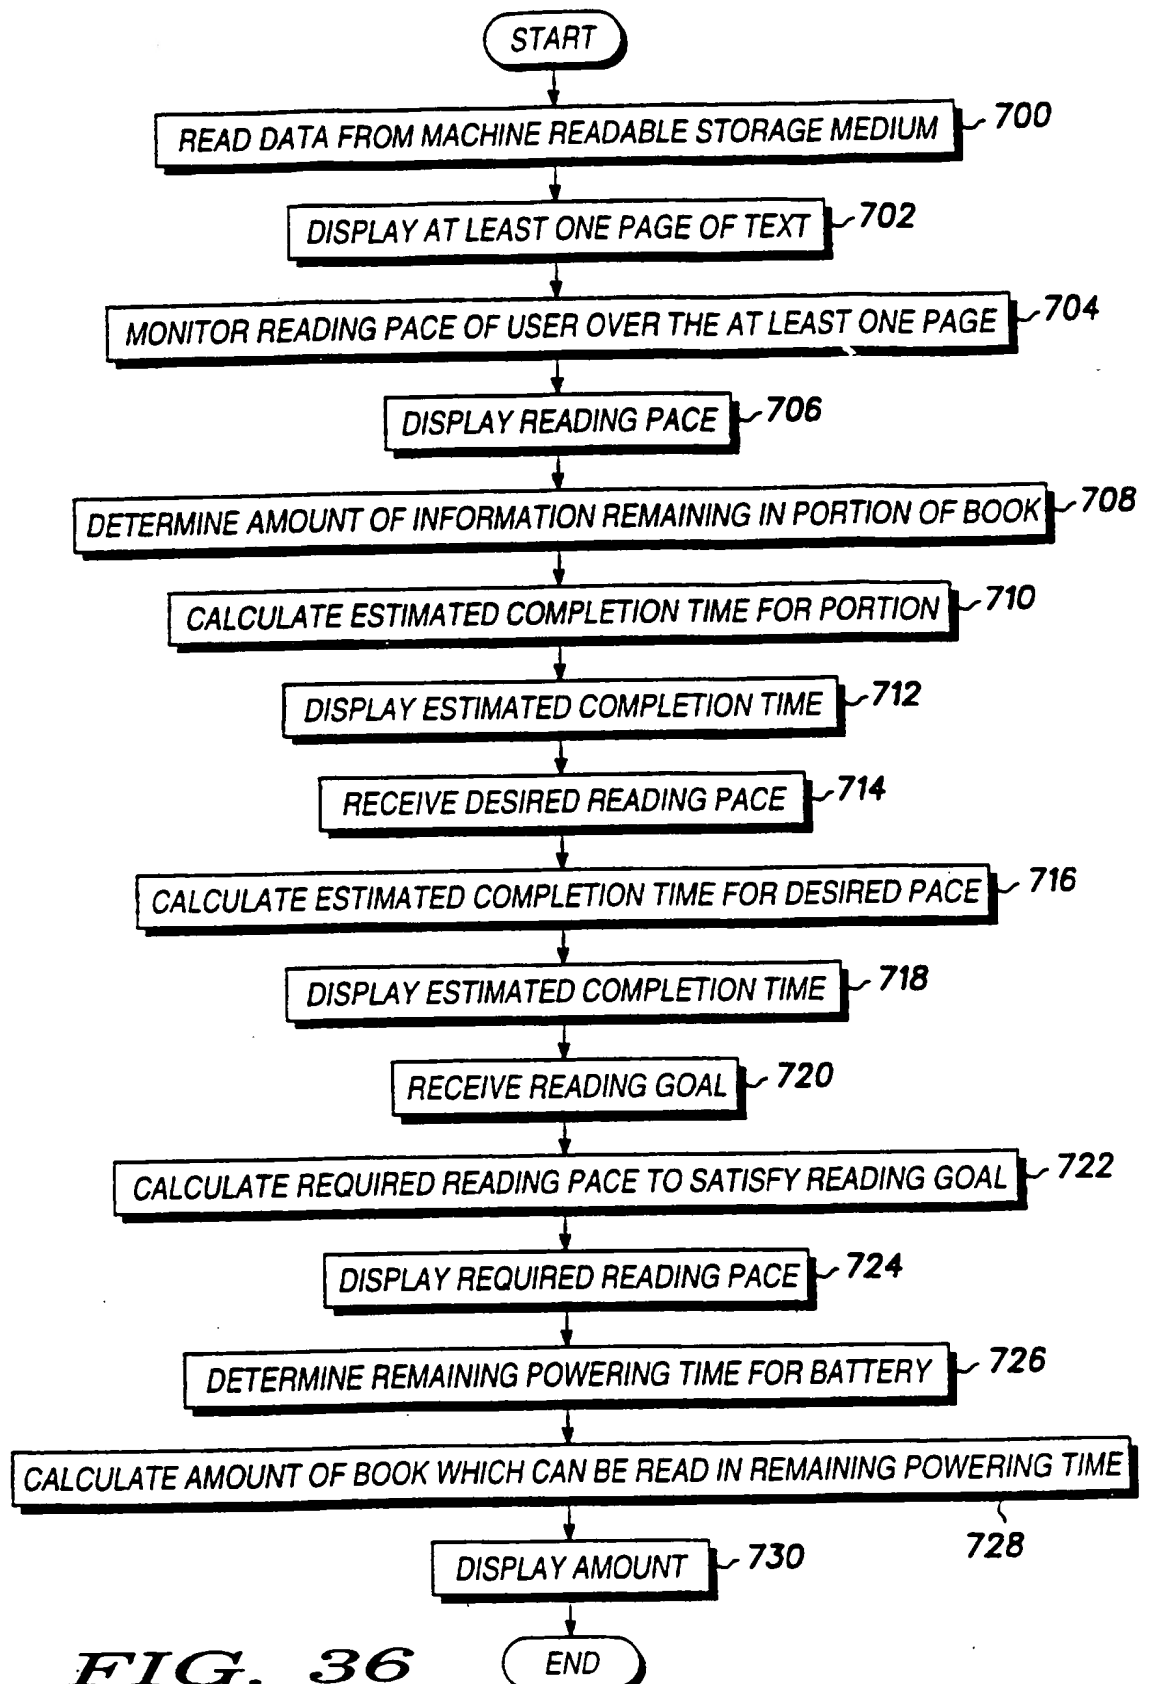 START
READ DATA FROM MACHINE READABLE STORAGE MEDIUM 700
DISPLAY AT LEAST ONE PAGE OF TEXT 702
MONITOR READING PACE OF USER OVER THE AT LEAST ONE PAGE 704
DISPLAY READING PACE 706
DETERMINE AMOUNT OF INFORMATION REMAINING IN PORTION OF BOOK 708
CALCULATE ESTIMATED COMPLETION TIME FOR PORTION 710
DISPLAY ESTIMATED COMPLETION TIME 712
RECEIVE DESIRED READING PACE 714
CALCULATE ESTIMATED COMPLETION TIME FOR DESIRED PACE 716
DISPLAY ESTIMATED COMPLETION TIME 718
RECEIVE READING GOAL 720
CALCULATE REQUIRED READING PACE TO SATISFY READING GOAL 722
DISPLAY REQUIRED READING PACE 724
DETERMINE REMAINING POWERING TIME FOR BATTERY 726
CALCULATE AMOUNT OF BOOK WHICH CAN BE READ IN REMAINING POWERING TIME
728
DISPLAY AMOUNT 730
END
FIG. 36